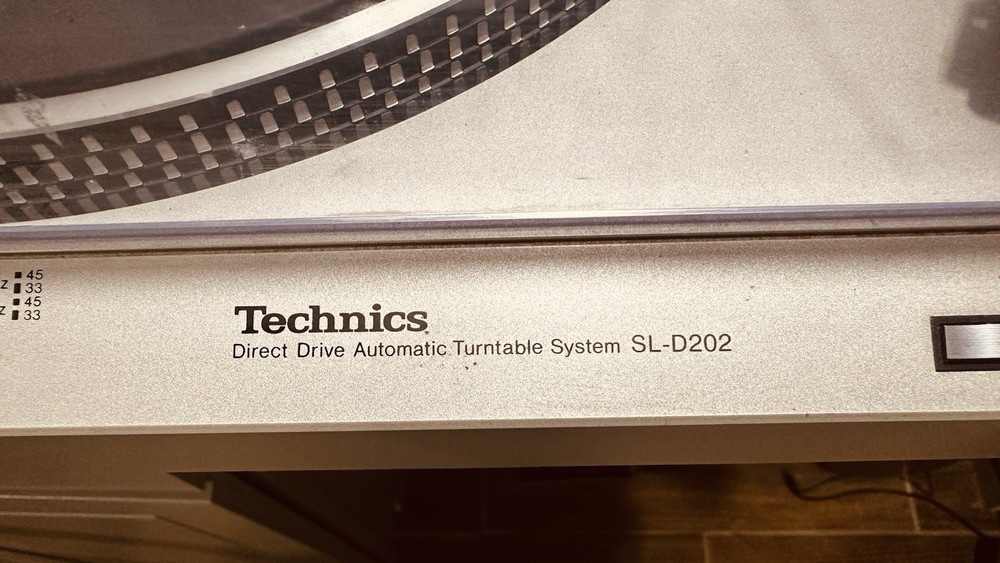 z 45
33
z 45
33
Technics
Direct Drive Automatic Turntable System SL-D202